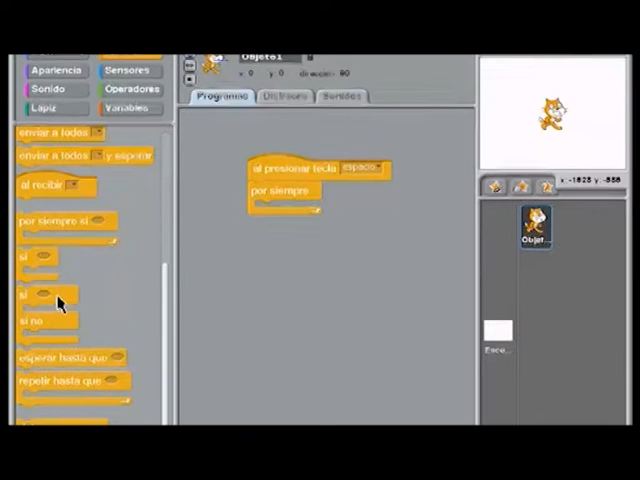 Objeto1
x: 0 y: 0 dirección: 90
Apariencia Sensores
Sonido Operadores
Lápiz Variables
Programas Disfraces Sonidos
enviar a todos
enviar a todos y esperar
al recibir
por siempre si
si
si
si no
esperar hasta que
repetir hasta que
al presionar tecla espacio
por siempre
x: -1823 y: -858
Objet...
Esce...